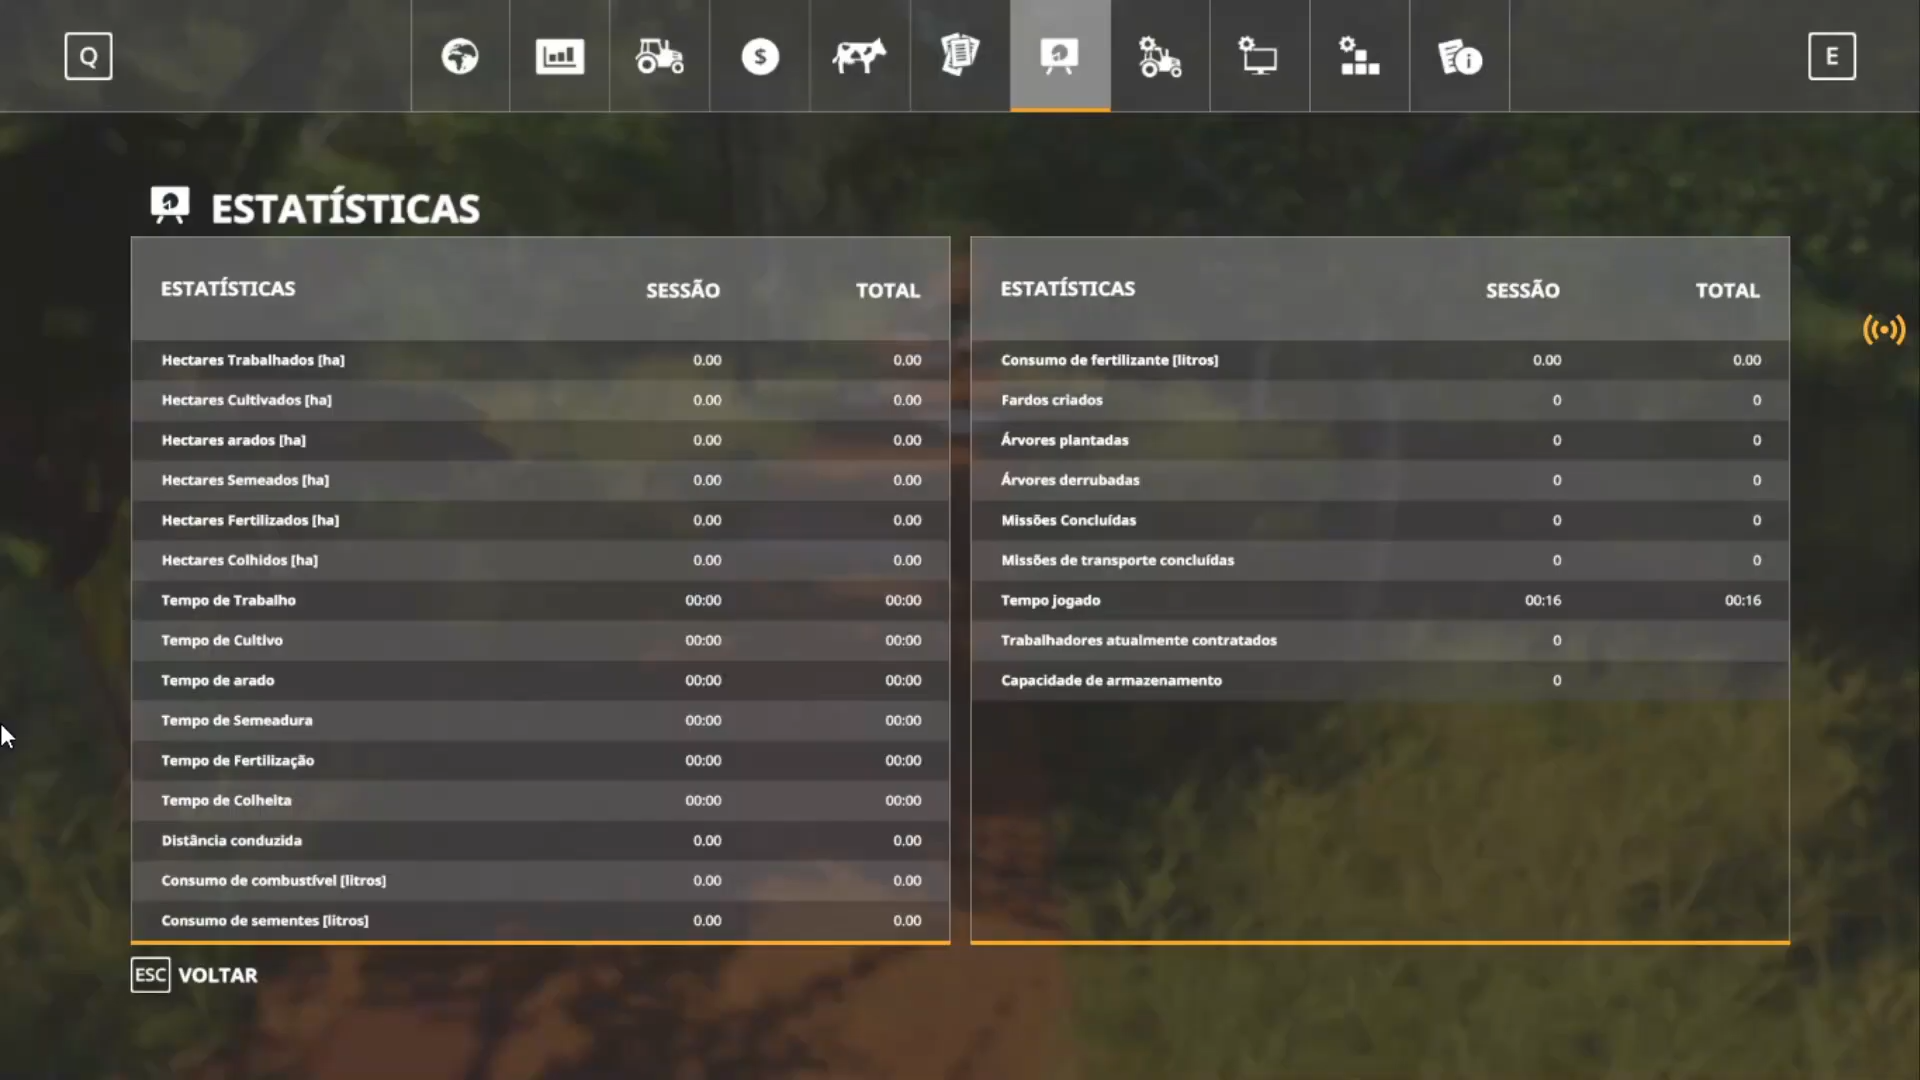 Q
$
E
ESTATÍSTICAS
ESTATÍSTICAS SESSÃO TOTAL
Hectares Trabalhados [ha] 0.00 0.00
Hectares Cultivados [ha] 0.00 0.00
Hectares arados [ha] 0.00 0.00
Hectares Semeados [ha] 0.00 0.00
Hectares Fertilizados [ha] 0.00 0.00
Hectares Colhidos [ha] 0.00 0.00
Tempo de Trabalho 00:00 00:00
Tempo de Cultivo 00:00 00:00
Tempo de arado 00:00 00:00
Tempo de Semeadura 00:00 00:00
Tempo de Fertilização 00:00 00:00
Tempo de Colheita 00:00 00:00
Distância conduzida 0.00 0.00
Consumo de combustível [litros] 0.00 0.00
Consumo de sementes [litros] 0.00 0.00
ESTATÍSTICAS SESSÃO TOTAL
Consumo de fertilizante [litros] 0.00 0.00
Fardos criados 0 0
Árvores plantadas 0 0
Árvores derrubadas 0 0
Missões Concluídas 0 0
Missões de transporte concluídas 0 0
Tempo jogado 00:16 00:16
Trabalhadores atualmente contratados 0
Capacidade de armazenamento 0
ESC VOLTAR